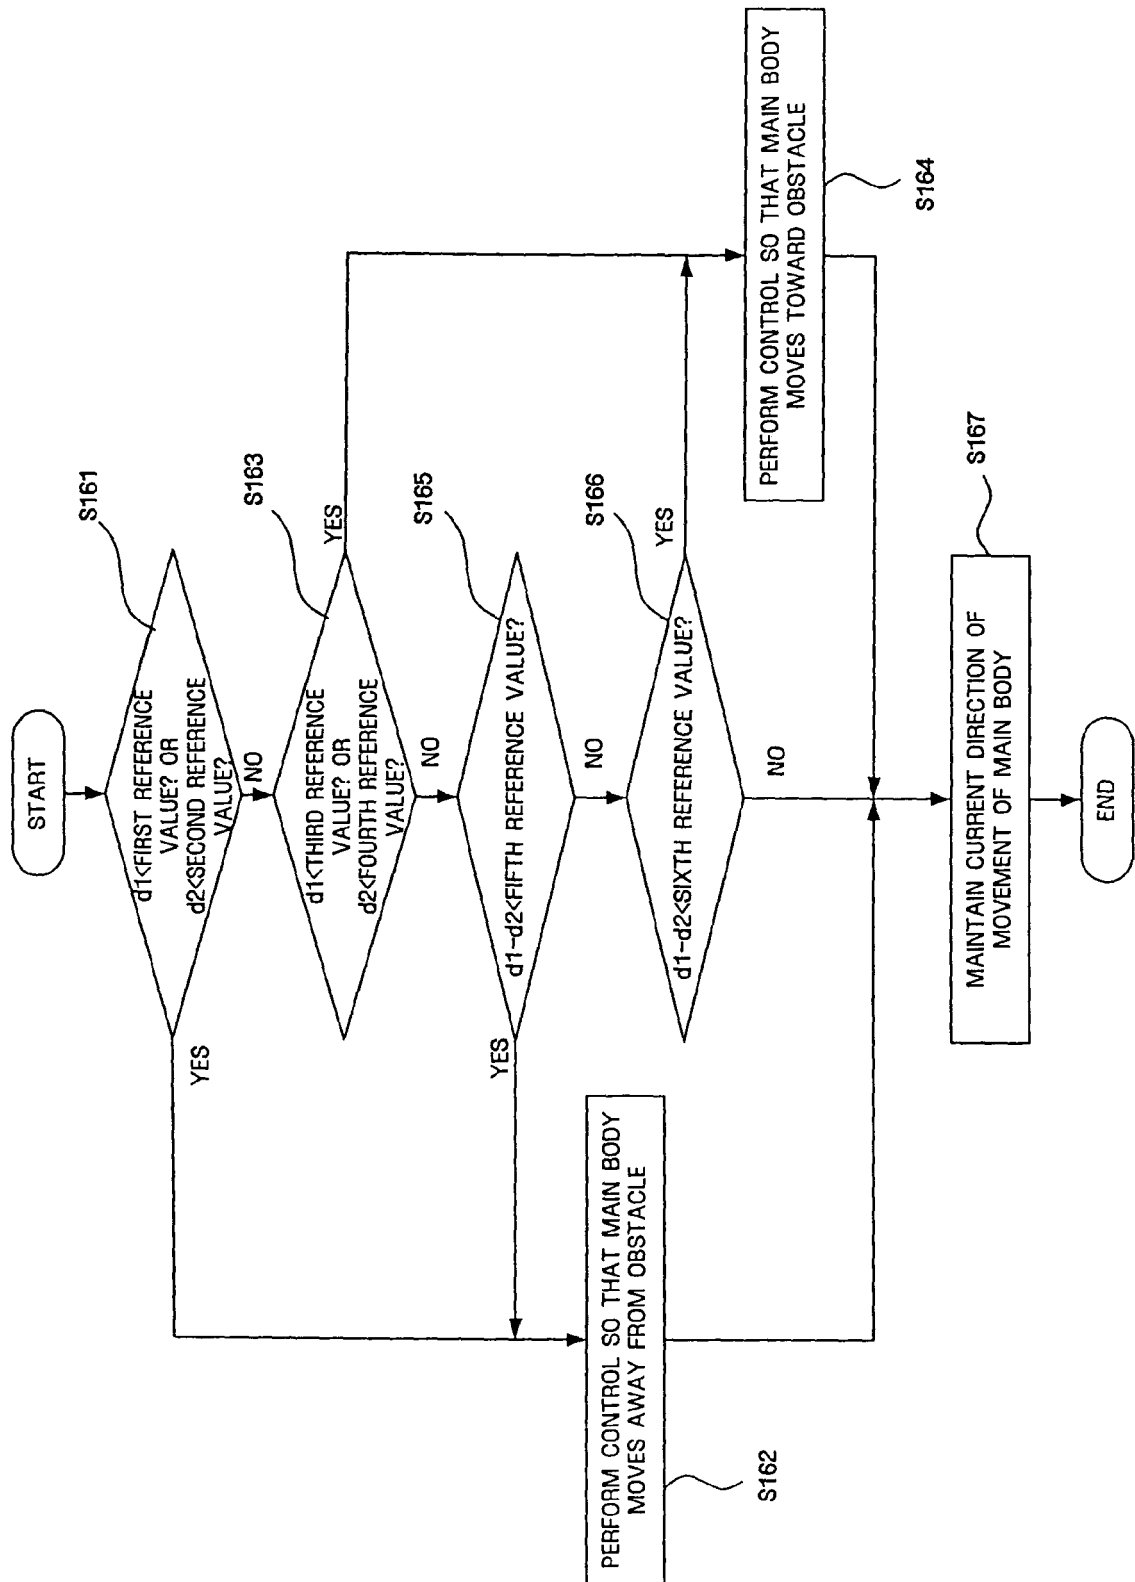 START
S161
d1<FIRST REFERENCE
VALUE? OR
d2<SECOND REFERENCE
VALUE?
YES
NO
S163
d1<THIRD REFERENCE
VALUE? OR
d2<FOURTH REFERENCE
VALUE?
YES
NO
S165
d1-d2<FIFTH REFERENCE VALUE?
YES
NO
S166
d1-d2<SIXTH REFERENCE VALUE?
YES
NO
PERFORM CONTROL SO THAT MAIN BODY
MOVES AWAY FROM OBSTACLE
S162
PERFORM CONTROL SO THAT MAIN BODY
MOVES TOWARD OBSTACLE
S164
S167
MAINTAIN CURRENT DIRECTION OF
MOVEMENT OF MAIN BODY
END